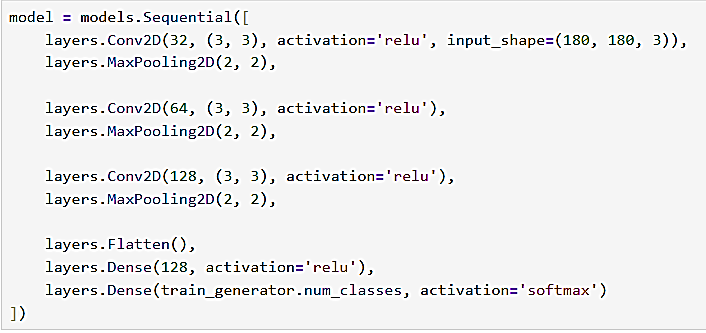 model = models.Sequential([
    layers.Conv2D(32, (3, 3), activation='relu', input_shape=(180, 180, 3)),
    layers.MaxPooling2D(2, 2),

    layers.Conv2D(64, (3, 3), activation='relu'),
    layers.MaxPooling2D(2, 2),

    layers.Conv2D(128, (3, 3), activation='relu'),
    layers.MaxPooling2D(2, 2),

    layers.Flatten(),
    layers.Dense(128, activation='relu'),
    layers.Dense(train_generator.num_classes, activation='softmax')
])